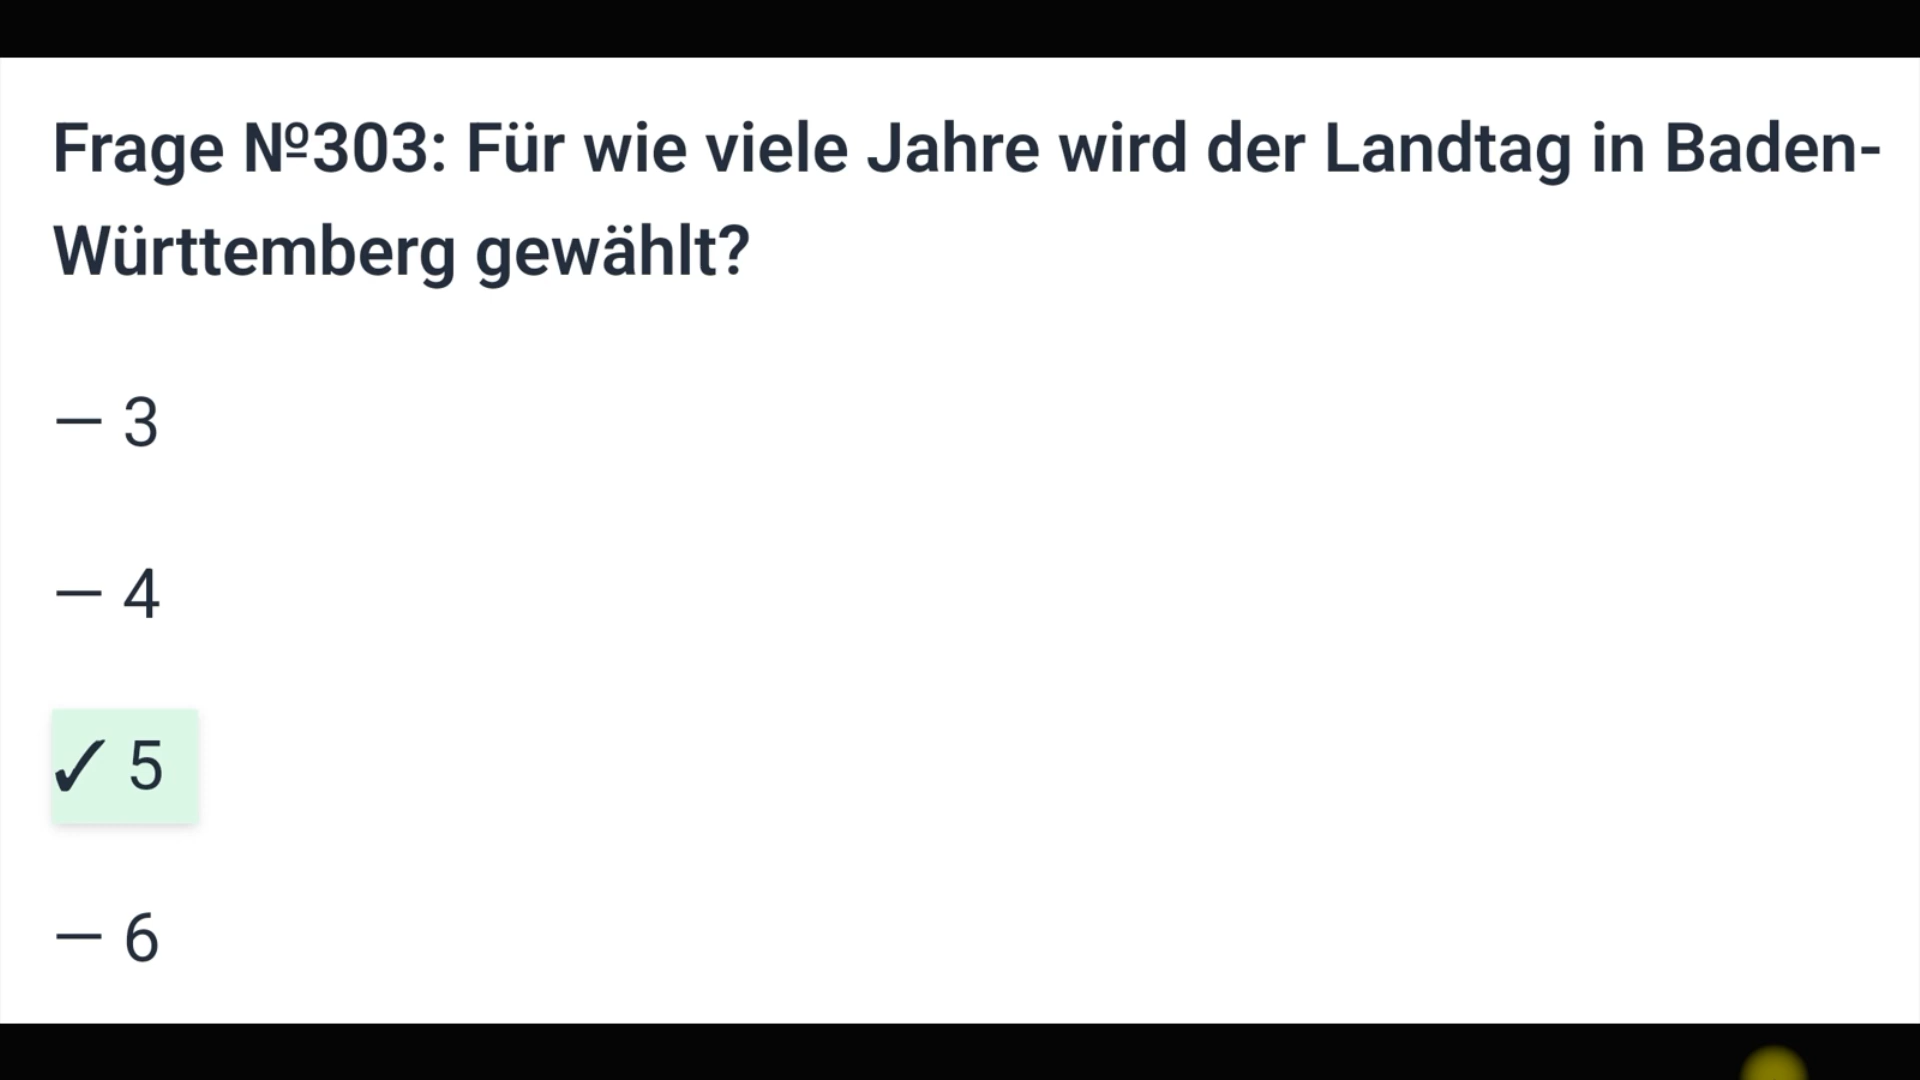 Frage №303: Für wie viele Jahre wird der Landtag in Baden-
Württemberg gewählt?
— 3
— 4
✓ 5
— 6